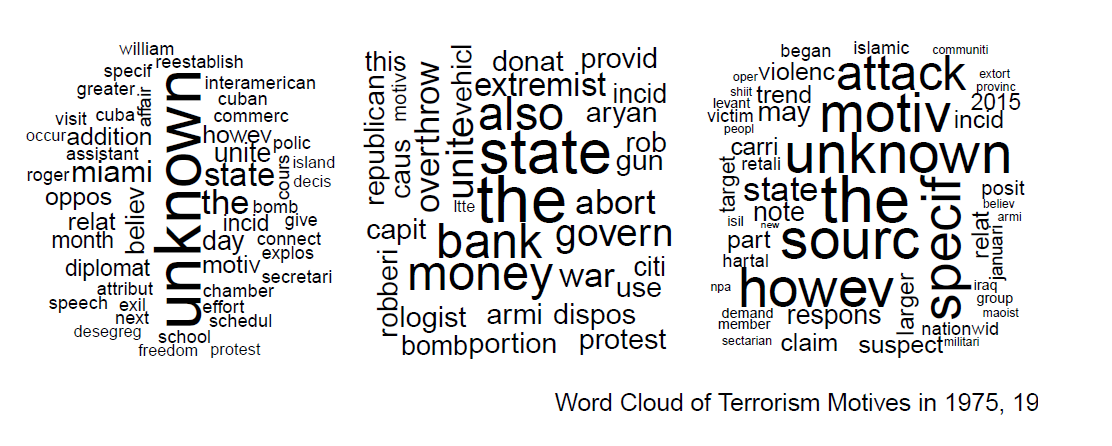 william
reestablish
specif
interamerican
greater
affair
cuban
visit
cuba
commerc
occur
addition
howev
polic
assistant
unite
roger
miami
state
cours
island
decis
oppos
believ
unknown
the
bomb
relat
incid
give
month
day
connect
explos
diplomat
motiv
secretari
attribut
chamber
speech
exil
effort
next
schedul
desegreg
school
freedom
protest
this
vehicl
donat
provid
republican
motive
overthrow
extremist
incid
caus
unite
also
aryan
state
rob
gun
ltte
the
abort
capit
bank
govern
robberi
money
war
citi
use
logist
armi
dispos
bomb
portion
protest
began
islamic
communiti
oper
violenc
attack
extort
shiit
provinc
levant
trend
2015
victim
may
motiv
incid
peopl
carri
unknown
retali
target
state
the
specif
posit
isil
note
believ
new
armi
part
sourc
relat
januari
hartal
npa
howev
iraq
group
demand
respons
larger
maoist
member
nation
wid
sectarian
claim
suspect
militari
Word Cloud of Terrorism Motives in 1975, 19